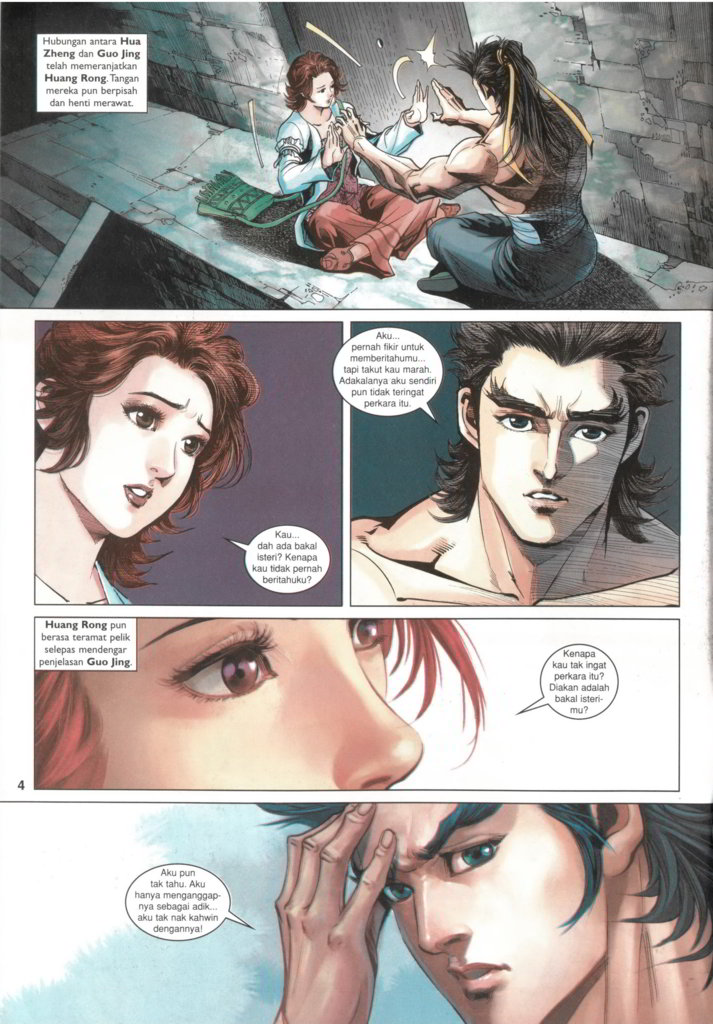 Hubungan antara Hua
Zheng dan Guo Jing
telah memeranjatkan
Huang Rong. Tangan
mereka pun berpisah
dan henti merawat.
Kau...
dah ada bakal
isteri? Kenapa
kau tidak pernah
beritahuku?
Aku...
pernah fikir untuk
memberitahumu...
tapi takut kau marah.
Adakalanya aku sendiri
pun tidak teringat
perkara itu.
Huang Rong pun
berasa teramat pelik
selepas mendengar
penjelasan Guo Jing.
Kenapa
kau tak ingat
perkara itu?
Diakan adalah
bakal isteri-
mu?
4
Aku pun
tak tahu. Aku
hanya menganggap-
nya sebagai adik...
aku tak nak kahwin
dengannya!